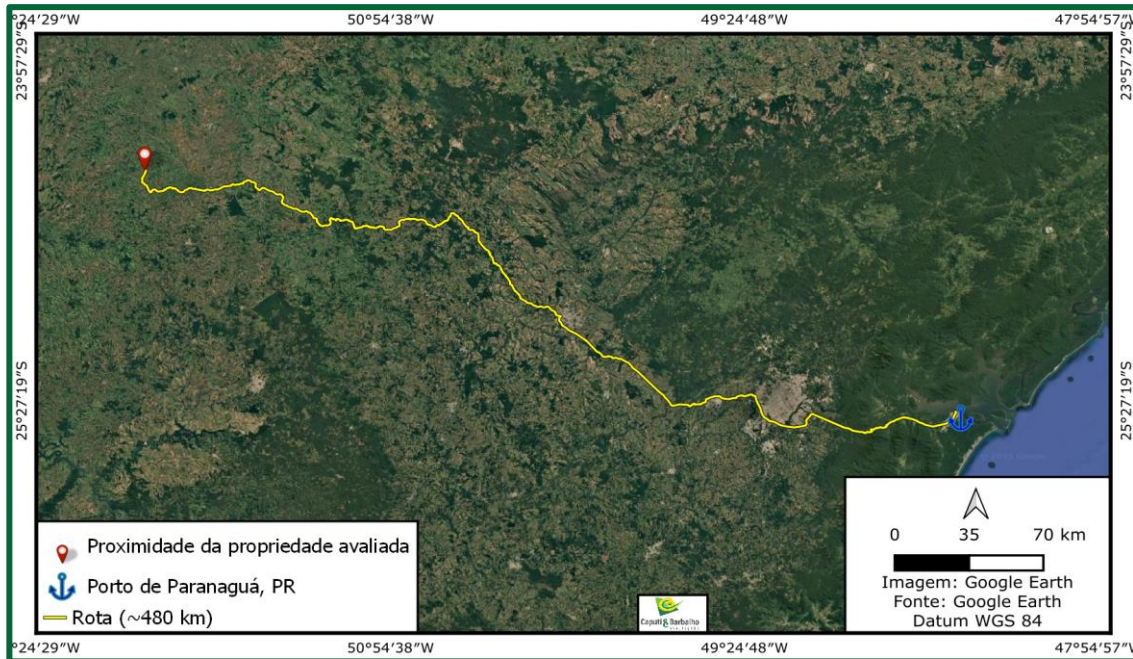 °24'29"W 50°54'38"W 49°24'48"W 47°54'57"W
23°57'29"S 23°57'29"S
25°27'19"S 25°27'19"S
Proximidade da propriedade avaliada
Porto de Paranaguá, PR
Rota (~480 km)
0 35 70 km
Imagem: Google Earth
Fonte: Google Earth
Datum WGS 84
Caputi & Barbalho
°24'29"W 50°54'38"W 49°24'48"W 47°54'57"W